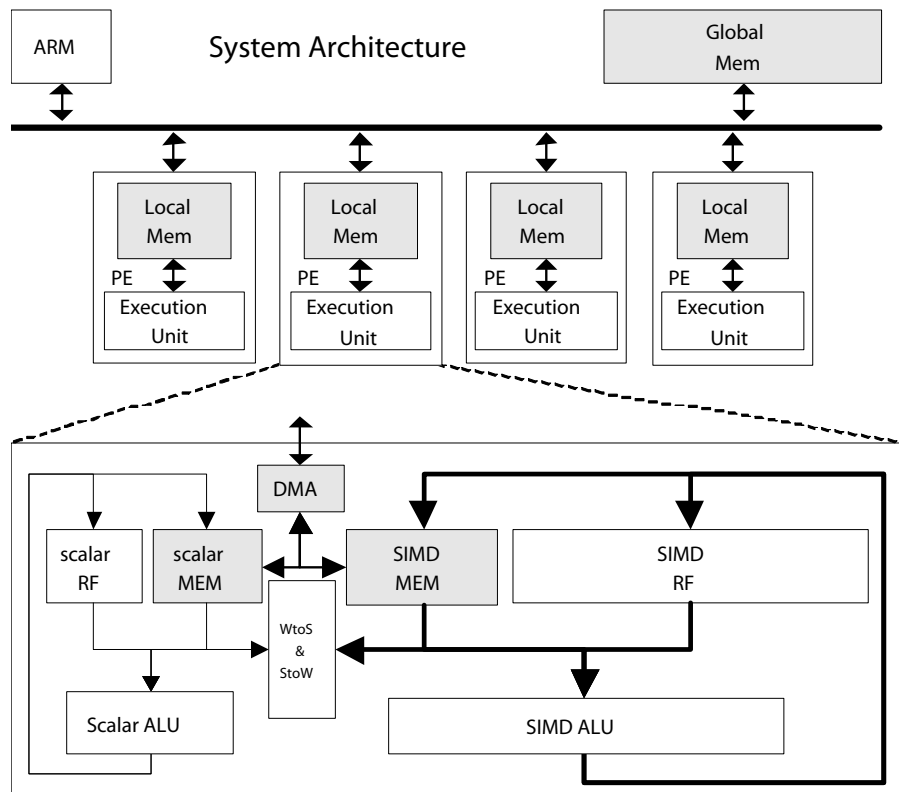 ARM
System Architecture
Global
Mem
Local
Mem
PE
Execution
Unit
Local
Mem
PE
Execution
Unit
Local
Mem
PE
Execution
Unit
Local
Mem
PE
Execution
Unit
DMA
scalar
RF
scalar
MEM
SIMD
MEM
SIMD
RF
WtoS
&
StoW
Scalar ALU
SIMD ALU